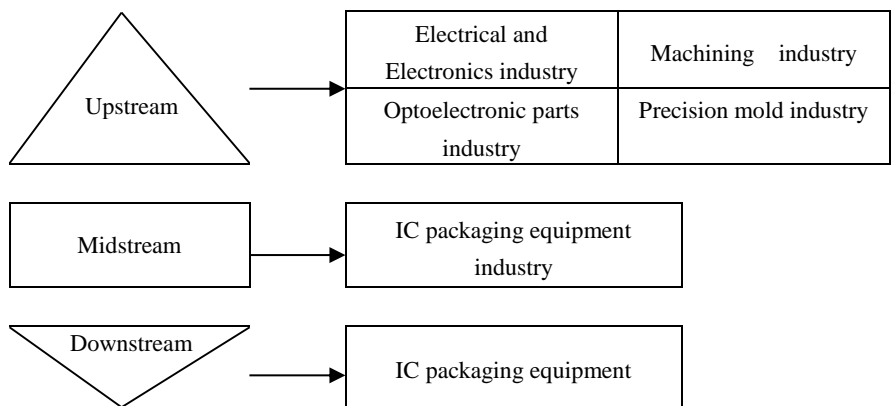 Upstream
Electrical and
Electronics industry
Machining industry
Optoelectronic parts
industry
Precision mold industry
Midstream
IC packaging equipment
industry
Downstream
IC packaging equipment